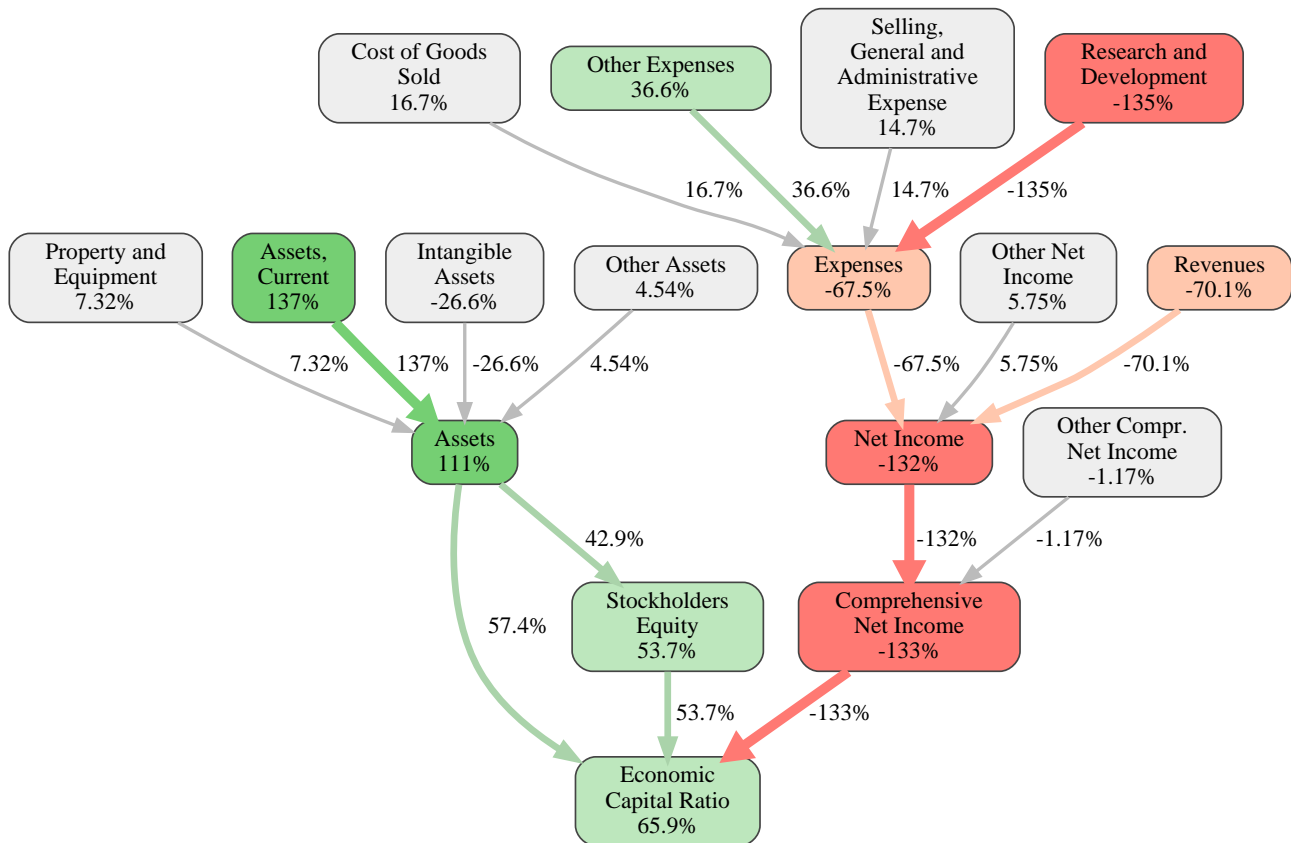 Cost of Goods
Sold
16.7%
Other Expenses
36.6%
Selling,
General and
Administrative
Expense
14.7%
Research and
Development
-135%
16.7%
36.6%
14.7%
-135%
Property and
Equipment
7.32%
Assets,
Current
137%
Intangible
Assets
-26.6%
Other Assets
4.54%
Expenses
-67.5%
Other Net
Income
5.75%
Revenues
-70.1%
7.32%
137%
-26.6%
4.54%
-67.5%
5.75%
-70.1%
Assets
111%
Net Income
-132%
Other Compr.
Net Income
-1.17%
42.9%
-132%
-1.17%
57.4%
Stockholders
Equity
53.7%
Comprehensive
Net Income
-133%
53.7%
-133%
Economic
Capital Ratio
65.9%